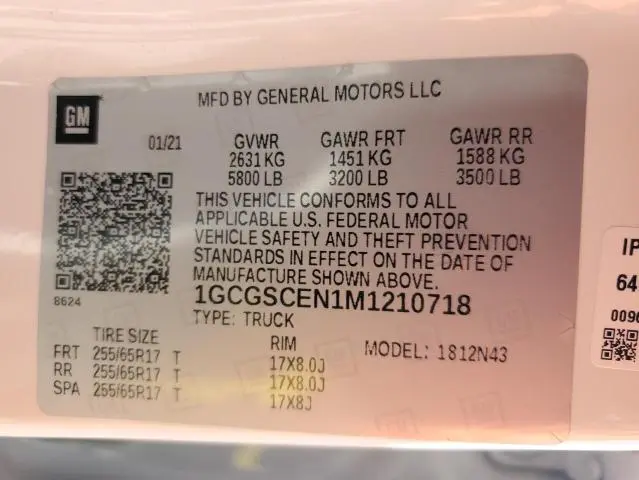 GM
MFD BY GENERAL MOTORS LLC
01/21 GVWR GAWR FRT GAWR RR
2631 KG 1451 KG 1588 KG
5800 LB 3200 LB 3500 LB
THIS VEHICLE CONFORMS TO ALL
APPLICABLE U.S. FEDERAL MOTOR
VEHICLE SAFETY AND THEFT PREVENTION
STANDARDS IN EFFECT ON THE DATE OF
MANUFACTURE SHOWN ABOVE.
8624
1GCGSCEN1M1210718
TYPE: TRUCK
TIRE SIZE RIM MODEL: 1812N43
FRT 255/65R17 T 17X8.0J
RR 255/65R17 T 17X8.0J
SPA 255/65R17 T 17X8J
IP
64
009